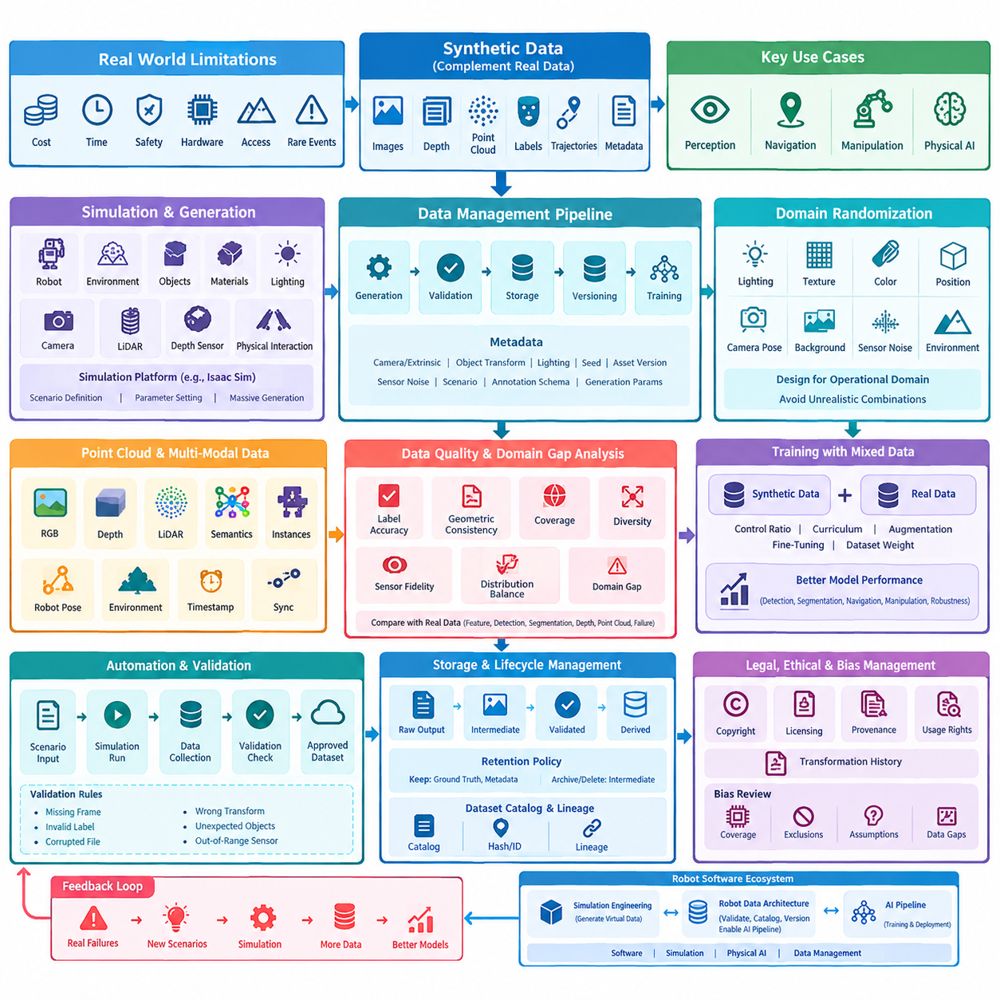 Real World Limitations
Cost
Time
Safety
Hardware
Access
Rare Events
Synthetic Data
(Complement Real Data)
Images
Depth
Point
Cloud
Labels
Trajectories
Metadata
Key Use Cases
Perception
Navigation
Manipulation
Physical AI
Simulation & Generation
Robot
Environment
Objects
Materials
Lighting
Camera
LiDAR
Depth Sensor
Physical Interaction
Simulation Platform (e.g., Isaac Sim)
Scenario Definition | Parameter Setting | Massive Generation
Data Management Pipeline
Generation
Validation
Storage
Versioning
Training
Metadata
Camera/Extrinsic | Object Transform | Lighting | Seed | Asset Version
Sensor Noise | Scenario | Annotation Schema | Generation Params
Domain Randomization
Lighting
Texture
Color
Position
Camera Pose
Background
Sensor Noise
Environment
Design for Operational Domain
Avoid Unrealistic Combinations
Point Cloud & Multi-Modal Data
RGB
Depth
LiDAR
Semantics
Instances
Robot Pose
Environment
Timestamp
Sync
Data Quality & Domain Gap Analysis
Label
Accuracy
Geometric
Consistency
Coverage
Diversity
Sensor Fidelity
Distribution
Balance
Domain Gap
Compare with Real Data (Feature, Detection, Segmentation, Depth, Point Cloud, Failure)
Training with Mixed Data
Synthetic Data + Real Data
Control Ratio | Curriculum | Augmentation
Fine-Tuning | Dataset Weight
Better Model Performance
(Detection, Segmentation, Navigation, Manipulation, Robustness)
Automation & Validation
Scenario
Input
Simulation
Run
Data
Collection
Validation
Check
Approved
Dataset
Validation Rules
• Missing Frame
• Invalid Label
• Corrupted File
• Wrong Transform
• Unexpected Objects
• Out-of-Range Sensor
Storage & Lifecycle Management
Raw Output
Intermediate
Validated
Derived
Retention Policy
Keep: Ground Truth, Metadata
Archive/Delete: Intermediate
Dataset Catalog & Lineage
Catalog
Hash/ID
Lineage
Legal, Ethical & Bias Management
Copyright
Licensing
Provenance
Usage Rights
Transformation History
Bias Review
Coverage
Exclusions
Assumptions
Data Gaps
Feedback Loop
Real Failures
New Scenarios
Simulation
More Data
Better Models
Robot Software Ecosystem
Simulation Engineering
(Generate Virtual Data)
Robot Data Architecture
(Validate, Catalog, Version
Enable AI Pipeline)
AI Pipeline
(Training & Deployment)
Software | Simulation | Physical AI | Data Management